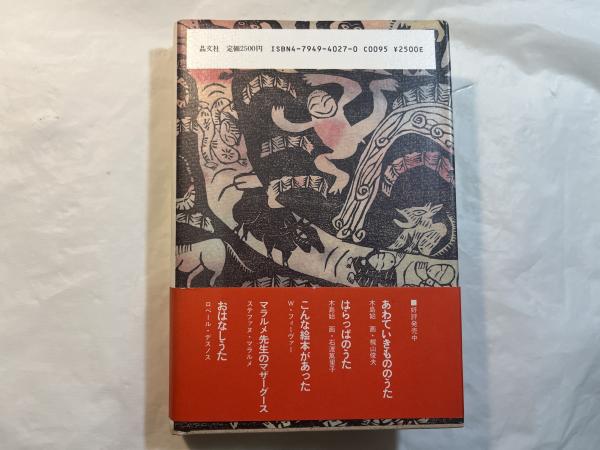 晶文社 定価2500円 ISBN4-7949-4027-0 C0095 ¥2500E
■好評発売中
あわていきもののうた
木島始 画・梶山俊夫
はらっぱのうた
木島始 画・石渡萬里子
こんな絵本があった
W・フィーヴァー
マラルメ先生のマザーグース
ステファヌ・マラルメ
おはなしうた
ロベール・デスノス